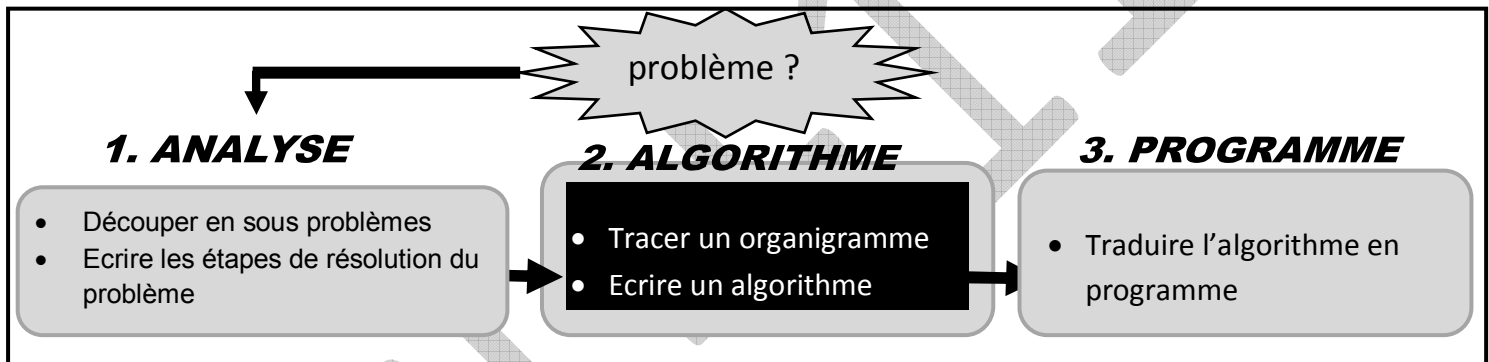 problème ?
1. ANALYSE
• Découper en sous problèmes
• Ecrire les étapes de résolution du
problème
2. ALGORITHME
• Tracer un organigramme
• Ecrire un algorithme
3. PROGRAMME
• Traduire l’algorithme en
programme